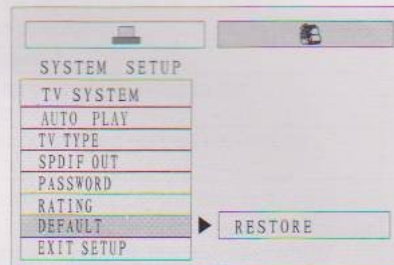 SYSTEM SETUP
TV SYSTEM
AUTO PLAY
TV TYPE
SPDIF OUT
PASSWORD
RATING
DEFAULT
RESTORE
EXIT SETUP